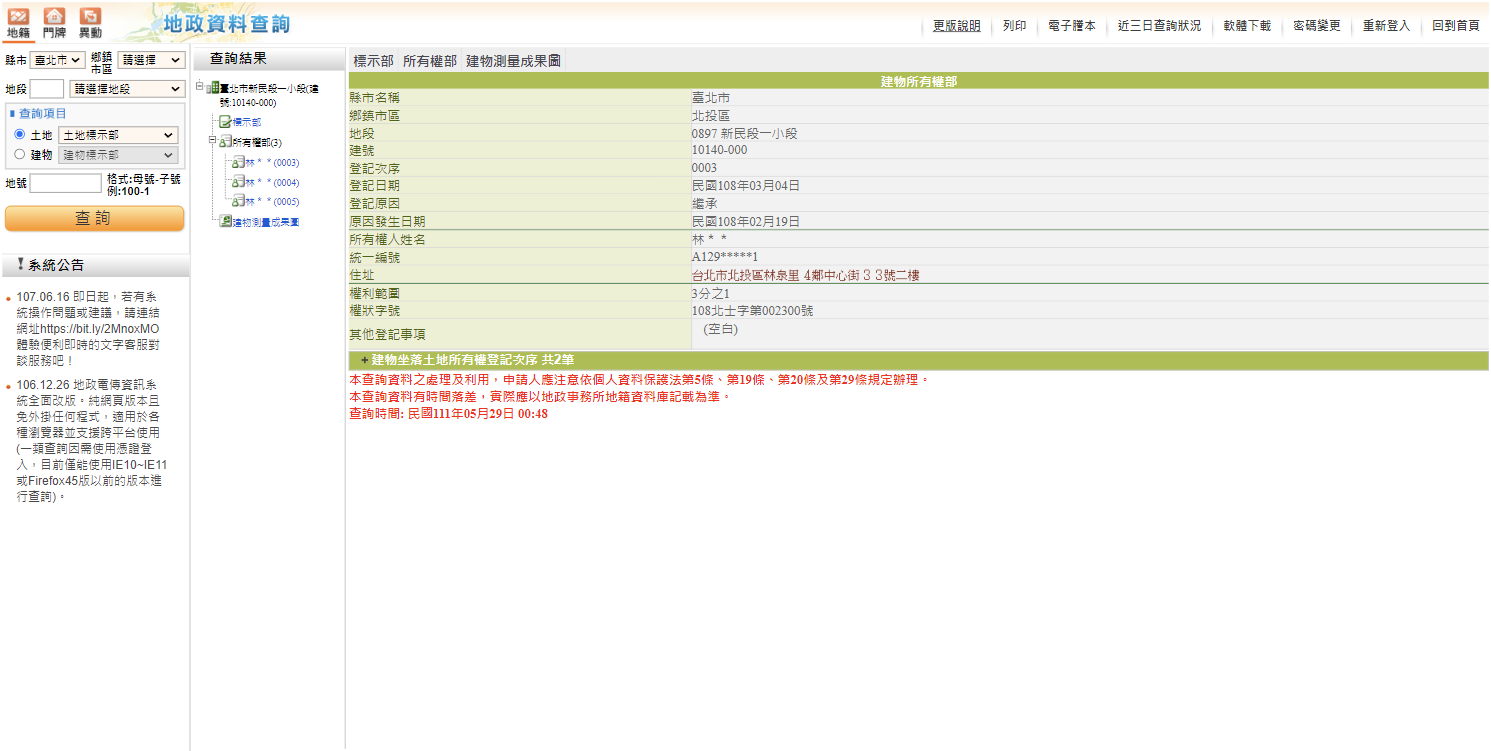 地籍 門牌 異動
地政資料查詢
更版說明 列印 電子謄本 近三日查詢狀況 軟體下載 密碼變更 重新登入 回到首頁
縣市 臺北市 鄉鎮市區 請選擇
地段 請選擇地段
查詢項目
土地 土地標示部
建物 建物標示部
地號 格式:母號-子號
例:100-1
查 詢
系統公告
107.06.16 即日起，若有系
統操作問題或建議，請連結
網址https://bit.ly/2MnoxMO
體驗便利即時的文字客服對
談服務吧！
106.12.26 地政電傳資訊系
統全面改版。純網頁版本且
免外掛任何程式，適用於各
種瀏覽器並支援跨平台使用
(一類查詢因需使用憑證登
入，目前僅能使用IE10~IE11
或Firefox45版以前的版本進
行查詢)。
查詢結果
臺北市新民段一小段(建
號:10140-000)
標示部
所有權部(3)
林＊＊(0003)
林＊＊(0004)
林＊＊(0005)
建物測量成果圖
標示部 所有權部 建物測量成果圖
建物所有權部
縣市名稱 臺北市
鄉鎮市區 北投區
地段 0897 新民段一小段
建號 10140-000
登記次序 0003
登記日期 民國108年03月04日
登記原因 繼承
原因發生日期 民國108年02月19日
所有權人姓名 林＊＊
統一編號 A129*****1
住址 台北市北投區林泉里４鄰中心街３３號二樓
權利範圍 3分之1
權狀字號 108北士字第002300號
其他登記事項 (空白)
+ 建物坐落土地所有權登記次序 共2筆
本查詢資料之處理及利用，申請人應注意依個人資料保護法第5條、第19條、第20條及第29條規定辦理。
本查詢資料有時間落差，實際應以地政事務所地籍資料庫記載為準。
查詢時間: 民國111年05月29日 00:48